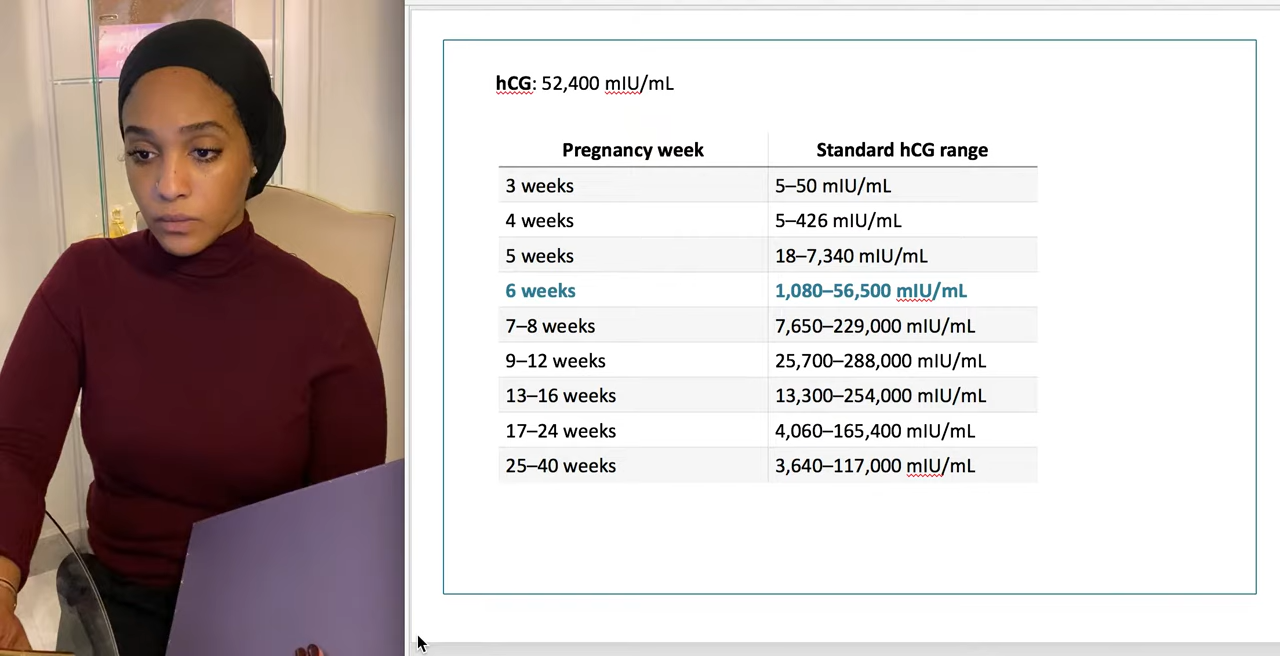 hCG: 52,400 mIU/mL
Pregnancy week Standard hCG range
3 weeks 5–50 mIU/mL
4 weeks 5–426 mIU/mL
5 weeks 18–7,340 mIU/mL
6 weeks 1,080–56,500 mIU/mL
7–8 weeks 7,650–229,000 mIU/mL
9–12 weeks 25,700–288,000 mIU/mL
13–16 weeks 13,300–254,000 mIU/mL
17–24 weeks 4,060–165,400 mIU/mL
25–40 weeks 3,640–117,000 mIU/mL